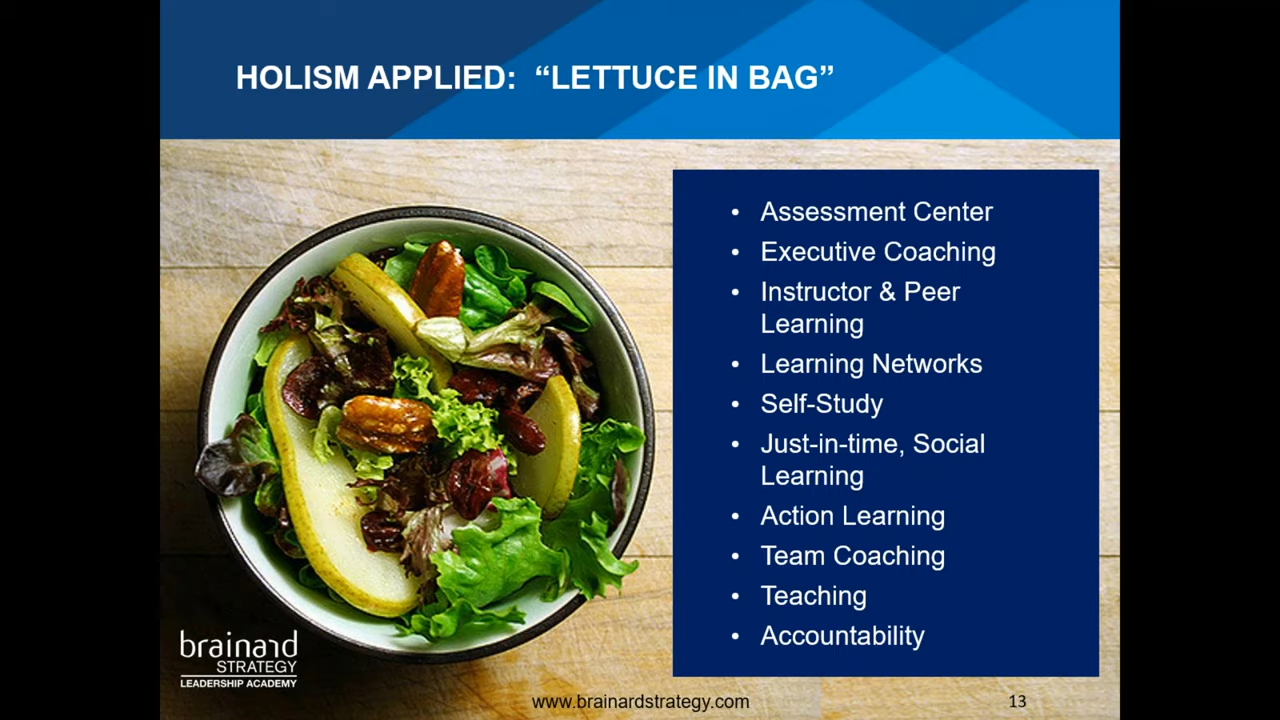 HOLISM APPLIED:  “LETTUCE IN BAG”
• Assessment Center
• Executive Coaching
• Instructor & Peer
Learning
• Learning Networks
• Self-Study
• Just-in-time, Social
Learning
• Action Learning
• Team Coaching
• Teaching
• Accountability
brainard
STRATEGY
LEADERSHIP ACADEMY
www.brainardstrategy.com
13